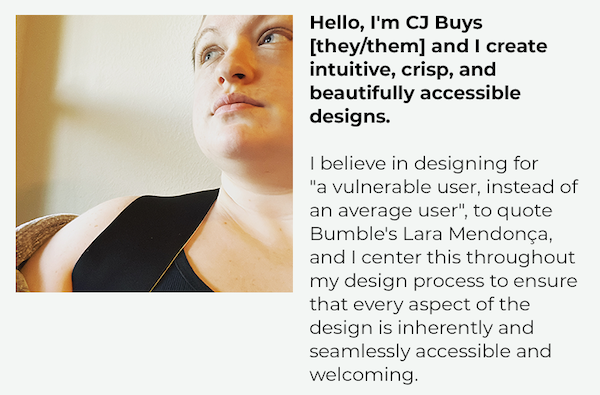 Hello, I'm CJ Buys
[they/them] and I create
intuitive, crisp, and
beautifully accessible
designs.
I believe in designing for
"a vulnerable user, instead of
an average user", to quote
Bumble's Lara Mendonça,
and I center this throughout
my design process to ensure
that every aspect of the
design is inherently and
seamlessly accessible and
welcoming.